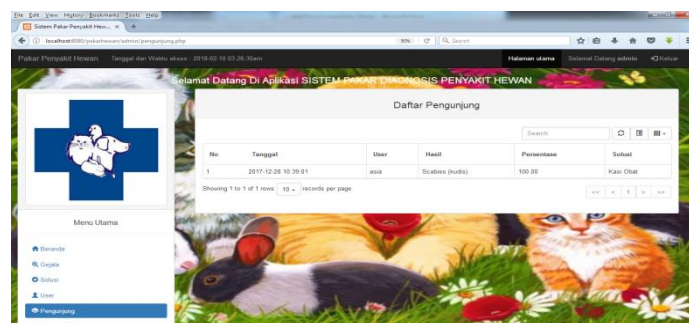 File Edit View History Bookmarks Tools Help
Sistem Pakar Penyakit Hew... × +
localhost:8080/pakarhewan/admin/pengunjung.php 90% Search
Pakar Penyakit Hewan Tanggal dan Waktu akses : 2018-02-10 03:26:30am Halaman utama Selamat Datang admin Keluar
Selamat Datang Di Aplikasi SISTEM PAKAR DIAGNOSIS PENYAKIT HEWAN
Daftar Pengunjung
Search
No Tanggal User Hasil Persentase Solusi
1 2017-12-28 10:39:01 asia Scabies (kudis) 100.00 Kasi Obat
Showing 1 to 1 of 1 rows 10 records per page << < 1 > >>
Menu Utama
Beranda
Gejala
Solusi
User
Pengunjung